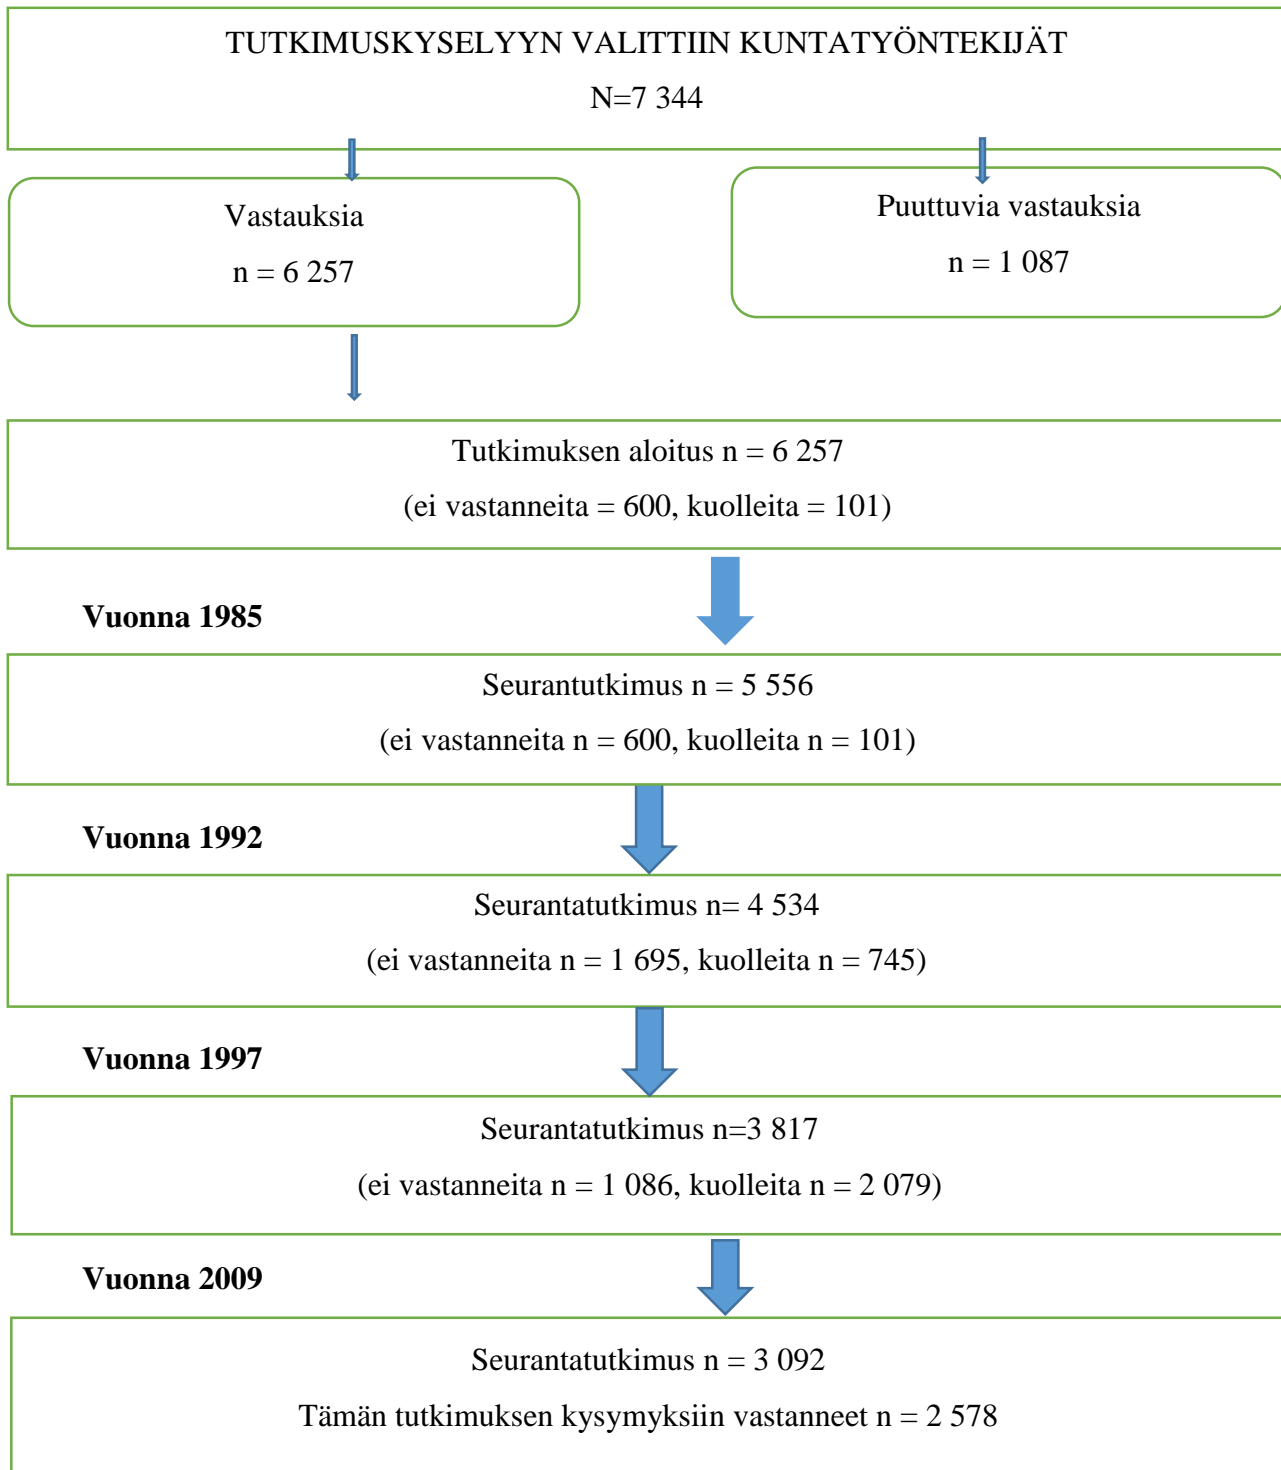 TUTKIMUSKYSELYYN VALITTIIN KUNTATYÖNTEKIJÄT
N=7 344
Vastauksia
n = 6 257
Puuttuvia vastauksia
n = 1 087
Tutkimuksen aloitus n = 6 257
(ei vastanneita = 600, kuolleita = 101)
Vuonna 1985
Seurantutkimus n = 5 556
(ei vastanneita n = 600, kuolleita n = 101)
Vuonna 1992
Seurantatutkimus n= 4 534
(ei vastanneita n = 1 695, kuolleita n = 745)
Vuonna 1997
Seurantatutkimus n=3 817
(ei vastanneita n = 1 086, kuolleita n = 2 079)
Vuonna 2009
Seurantatutkimus n = 3 092
Tämän tutkimuksen kysymyksiin vastanneet n = 2 578